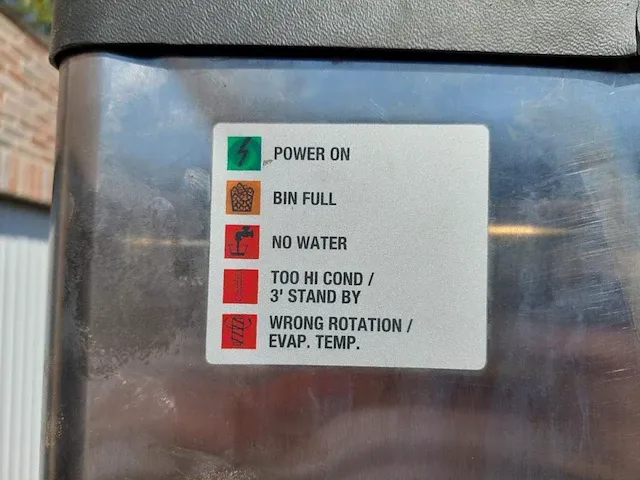 POWER ON
BIN FULL
NO WATER
TOO HI COND /
3' STAND BY
WRONG ROTATION /
EVAP. TEMP.